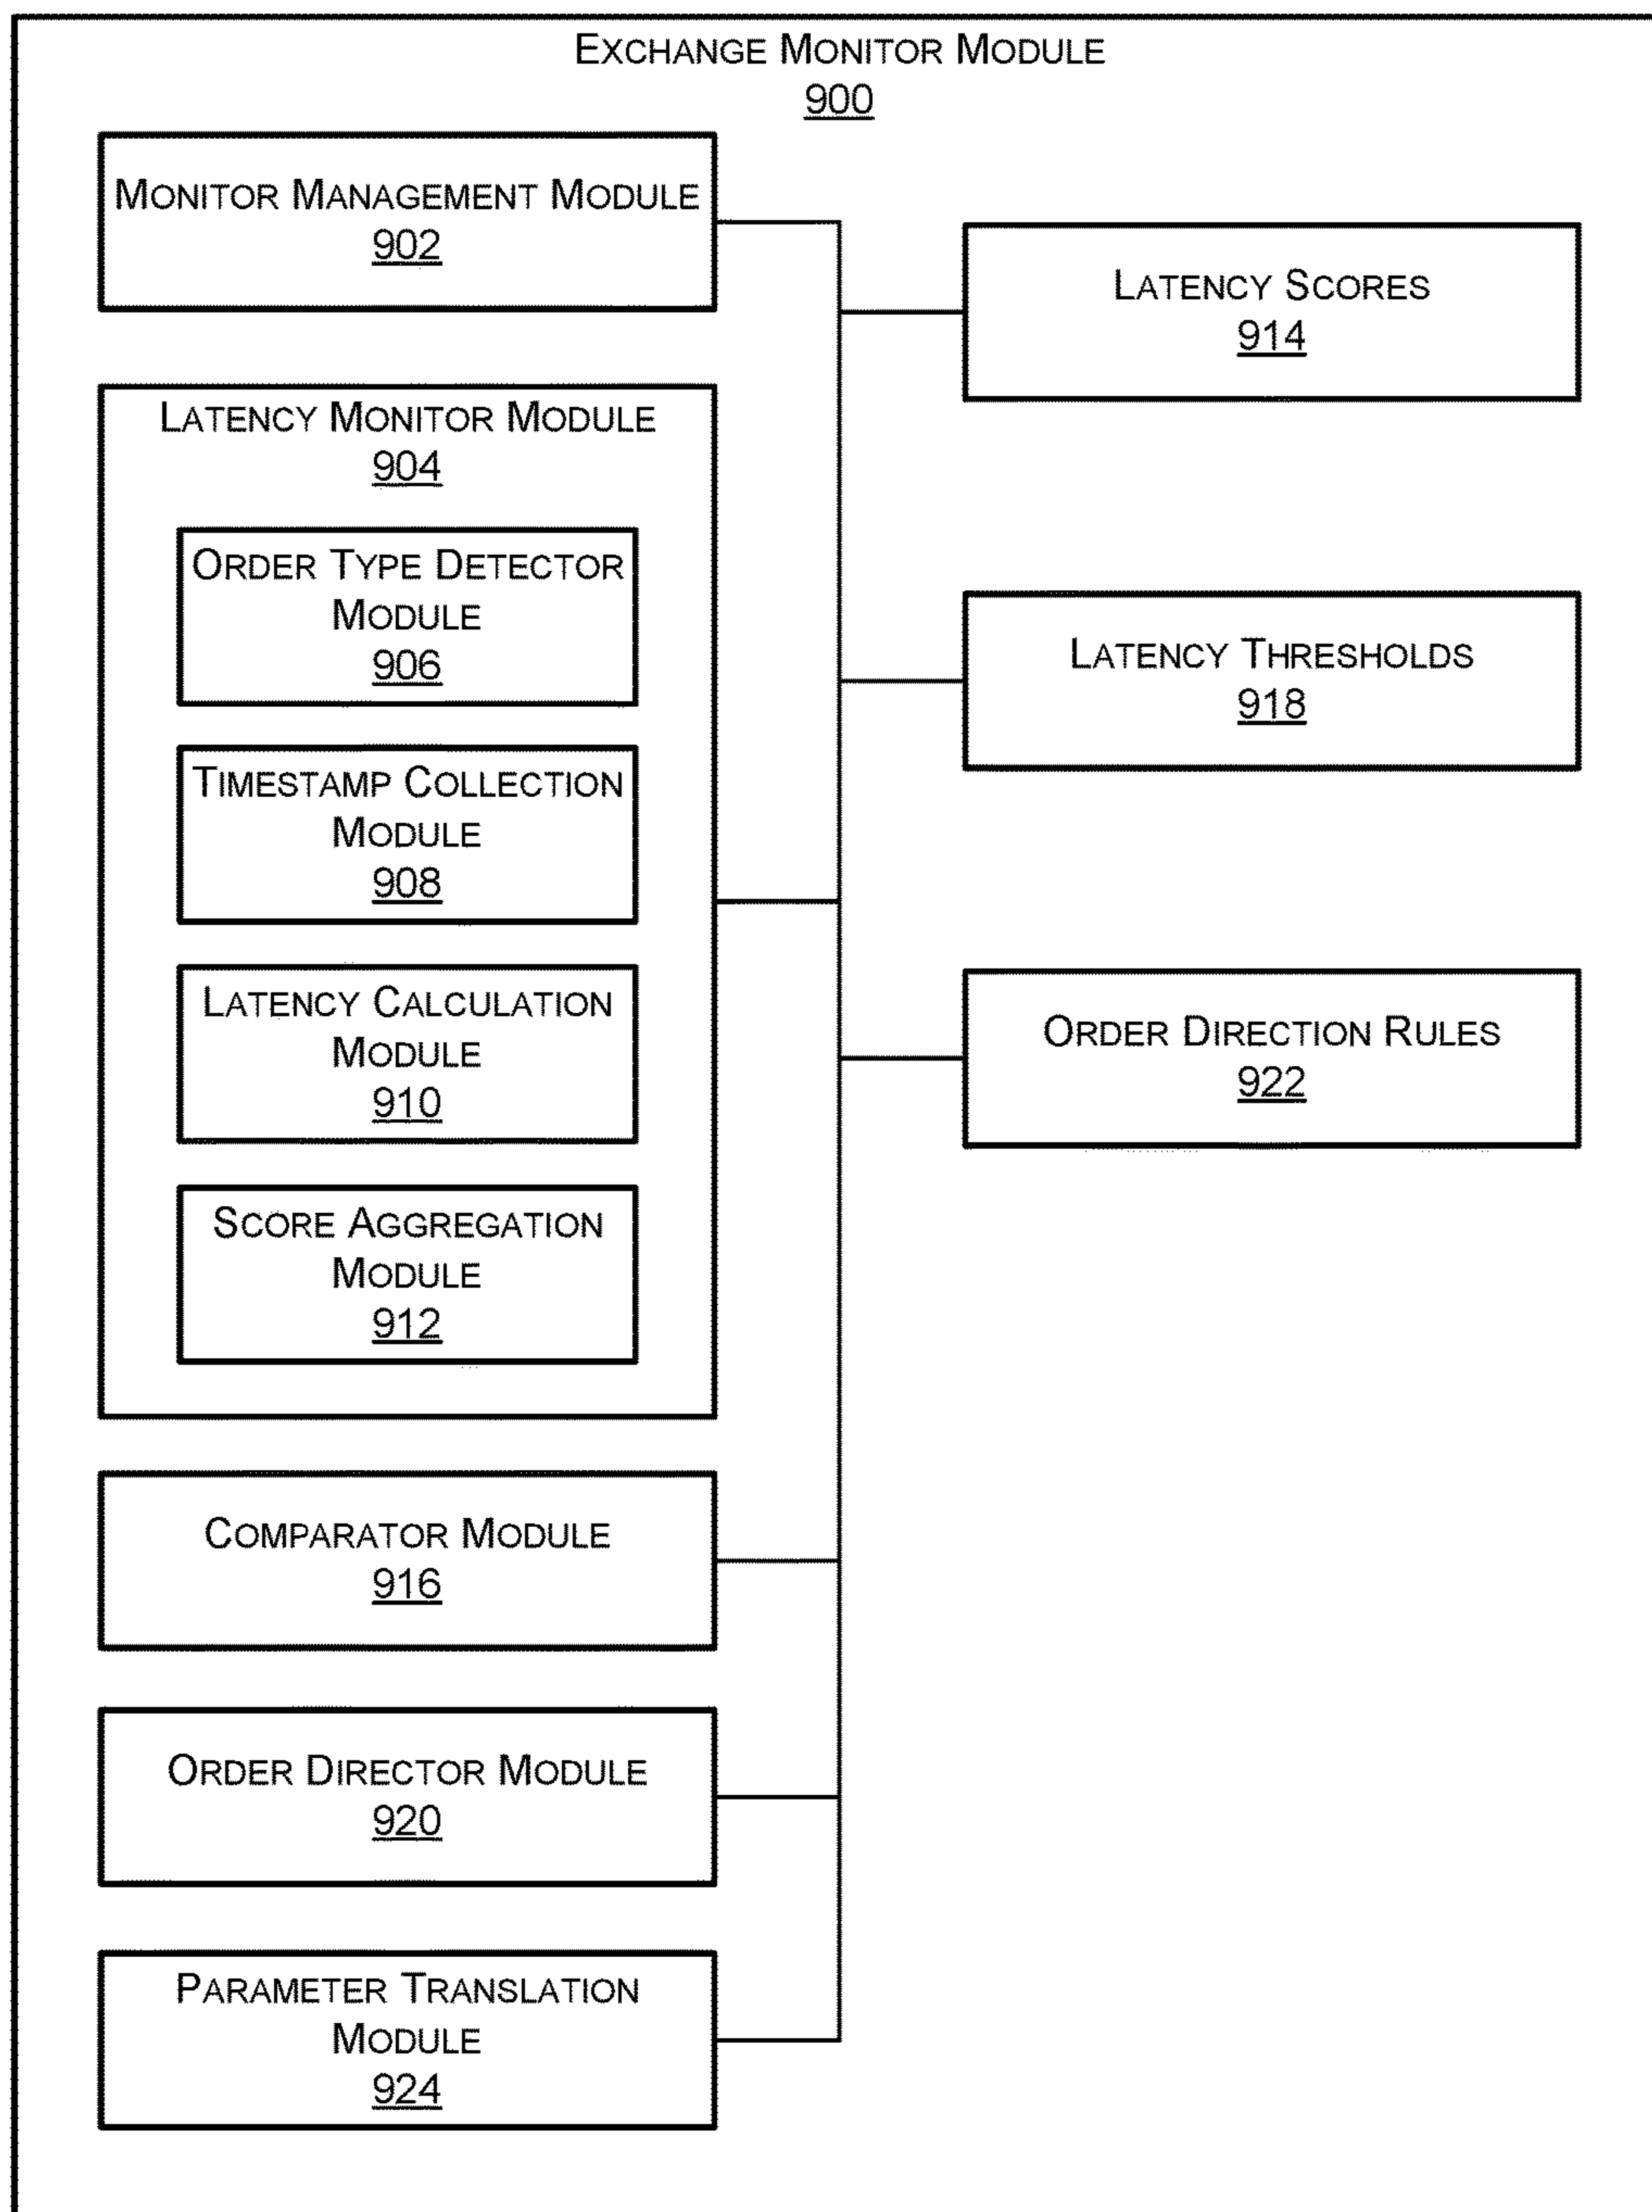 EXCHANGE MONITOR MODULE
900
MONITOR MANAGEMENT MODULE
902
LATENCY MONITOR MODULE
904
ORDER TYPE DETECTOR
MODULE
906
TIMESTAMP COLLECTION
MODULE
908
LATENCY CALCULATION
MODULE
910
SCORE AGGREGATION
MODULE
912
COMPARATOR MODULE
916
ORDER DIRECTOR MODULE
920
PARAMETER TRANSLATION
MODULE
924
LATENCY SCORES
914
LATENCY THRESHOLDS
918
ORDER DIRECTION RULES
922